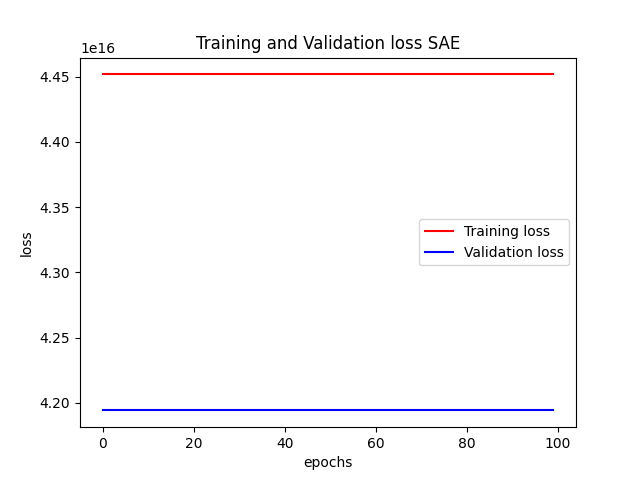 Training and Validation loss SAE
1e16
4.45
4.40
4.35
4.30
4.25
4.20
loss
Training loss
Validation loss
0 20 40 60 80 100
epochs